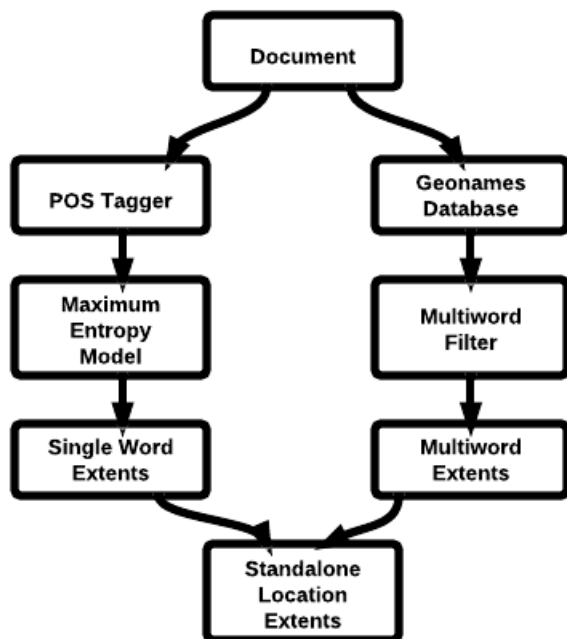 Document
POS Tagger
Geonames
Database
Maximum
Entropy
Model
Multiword
Filter
Single Word
Extents
Multiword
Extents
Standalone
Location
Extents